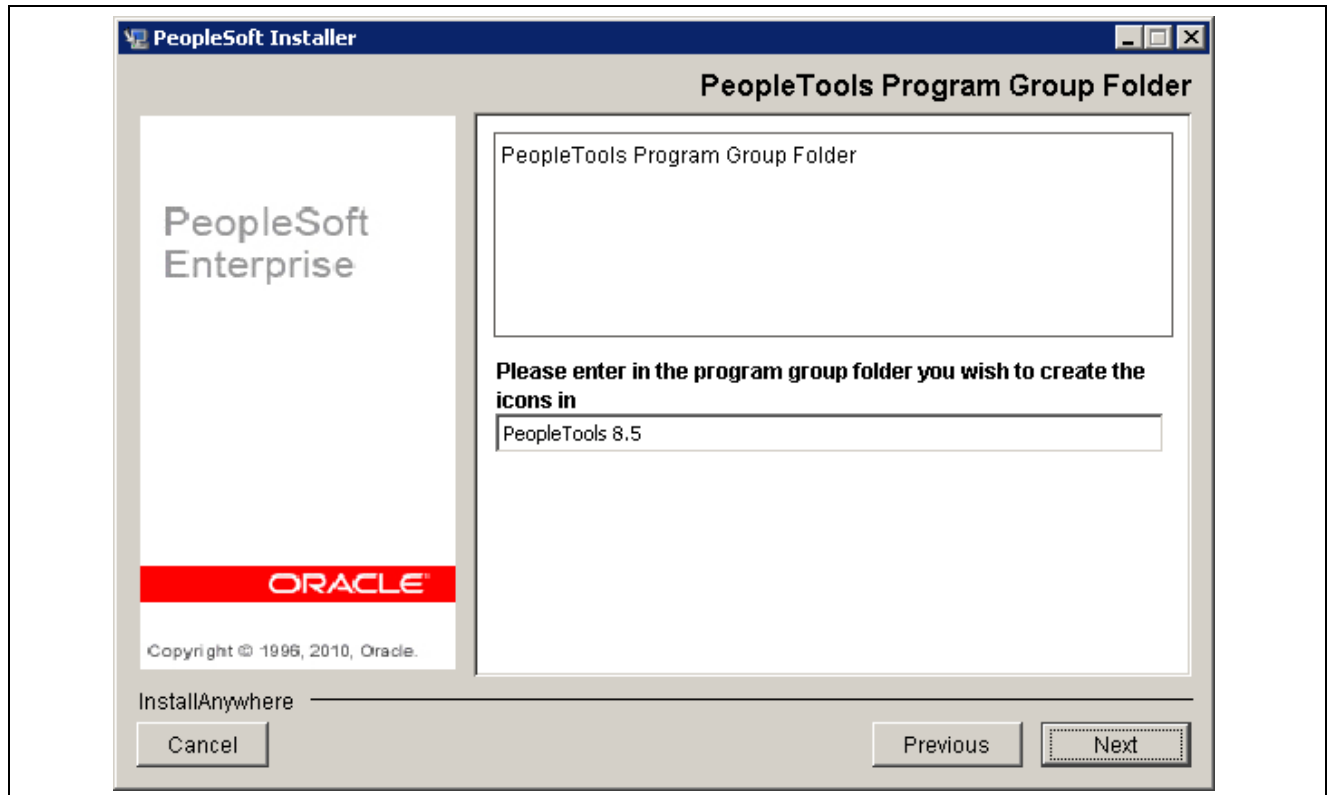 PeopleSoft Installer
PeopleTools Program Group Folder
PeopleSoft
Enterprise
PeopleTools Program Group Folder
Please enter in the program group folder you wish to create the
icons in
PeopleTools 8.5
ORACLE
Copyright © 1996, 2010, Oracle.
InstallAnywhere
Cancel
Previous
Next